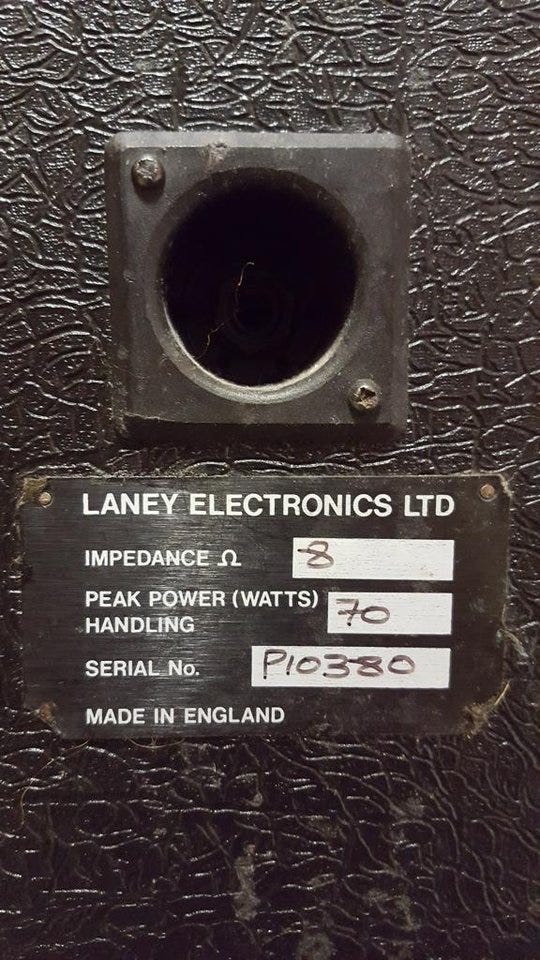 LANEY ELECTRONICS LTD
IMPEDANCE Ω 8
PEAK POWER (WATTS)
HANDLING 70
SERIAL No. P10380
MADE IN ENGLAND